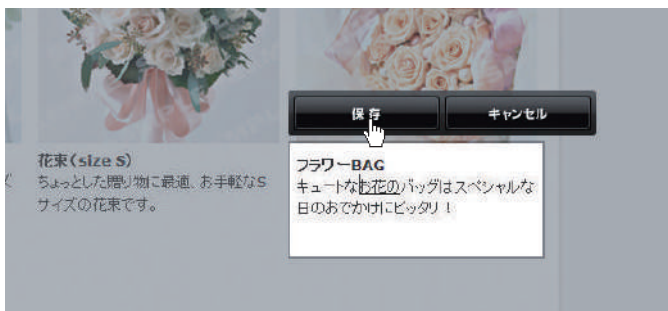 保存
キャンセル
花束(size S)
ちょっとした贈り物に最適、お手軽なS
サイズの花束です。
フラワーBAG
キュートなお花のバッグはスペシャルな
日のおでかけにピッタリ!